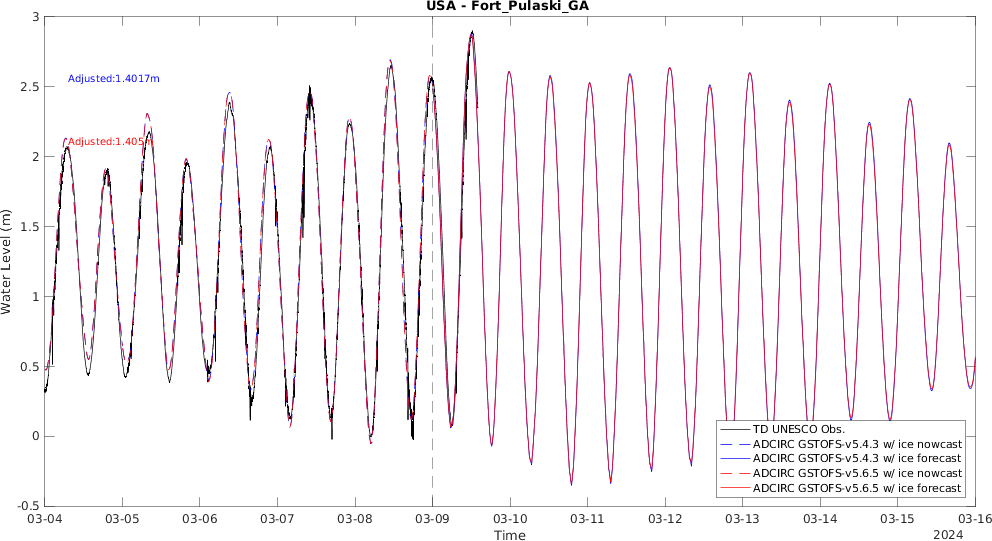 USA - Fort_Pulaski_GA
3
2.5
2
1.5
1
0.5
0
-0.5
Water Level (m)
Adjusted:1.4017m
Adjusted:1.405m
TD UNESCO Obs.
ADCIRC GSTOFS-v5.4.3 w/ ice nowcast
ADCIRC GSTOFS-v5.4.3 w/ ice forecast
ADCIRC GSTOFS-v5.6.5 w/ ice nowcast
ADCIRC GSTOFS-v5.6.5 w/ ice forecast
03-04 03-05 03-06 03-07 03-08 03-09 03-10 03-11 03-12 03-13 03-14 03-15 03-16
Time
2024